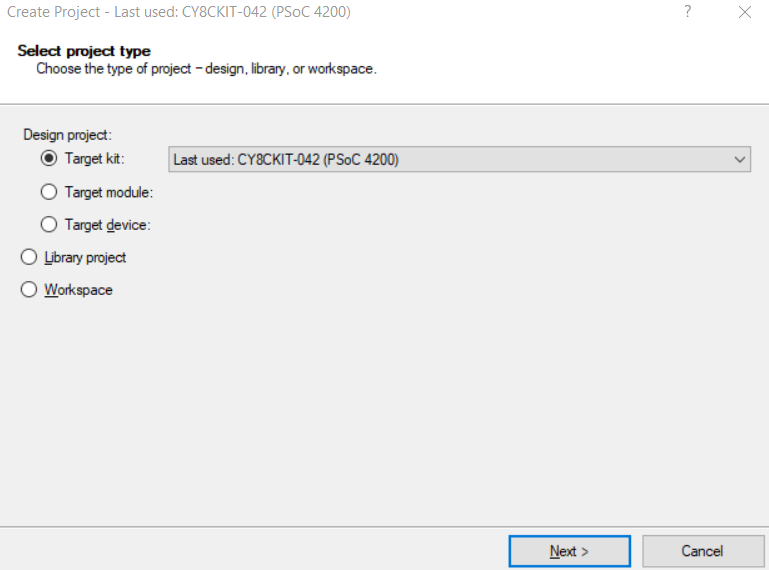 Create Project - Last used: CY8CKIT-042 (PSoC 4200) ?
Select project type
Choose the type of project – design, library, or workspace.
Design project:
Target kit: Last used: CY8CKIT-042 (PSoC 4200)
Target module:
Target device:
Library project
Workspace
Next > Cancel